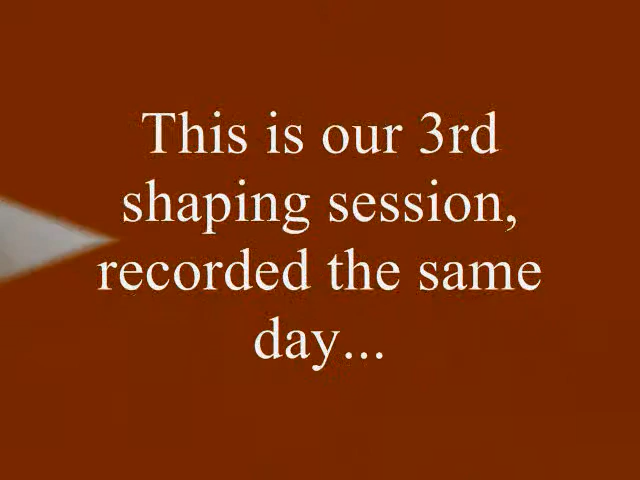 This is our 3rd
shaping session,
recorded the same
day...